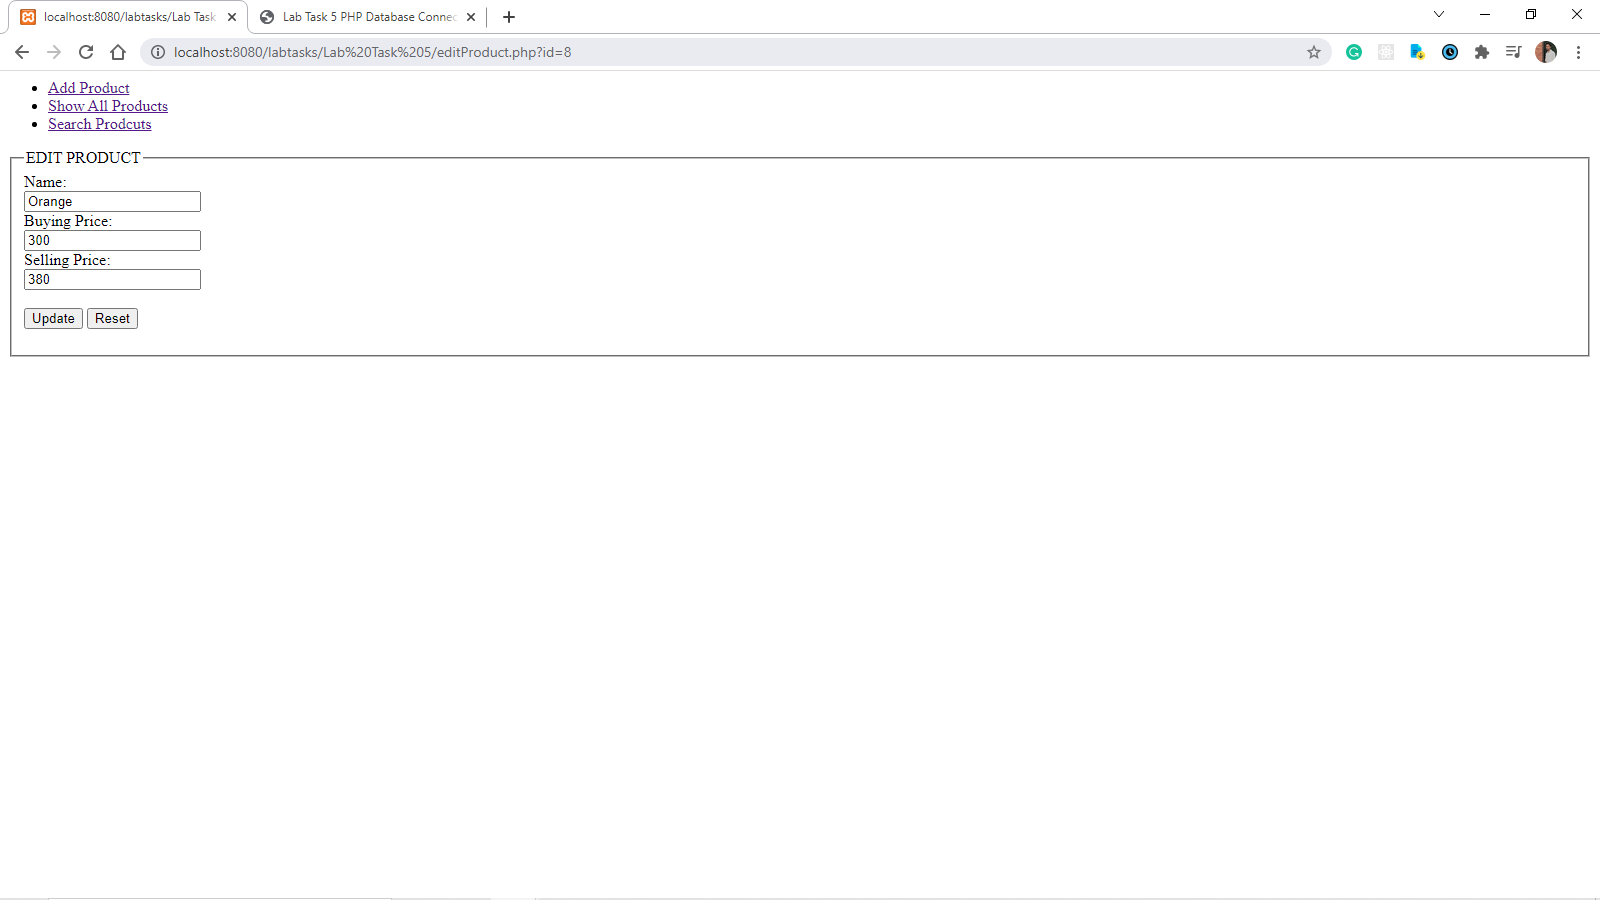 localhost:8080/labtasks/Lab Task
Lab Task 5 PHP Database Connec
localhost:8080/labtasks/Lab%20Task%205/editProduct.php?id=8
Add Product
Show All Products
Search Prodcuts
EDIT PRODUCT
Name:
Orange
Buying Price:
300
Selling Price:
380
Update Reset